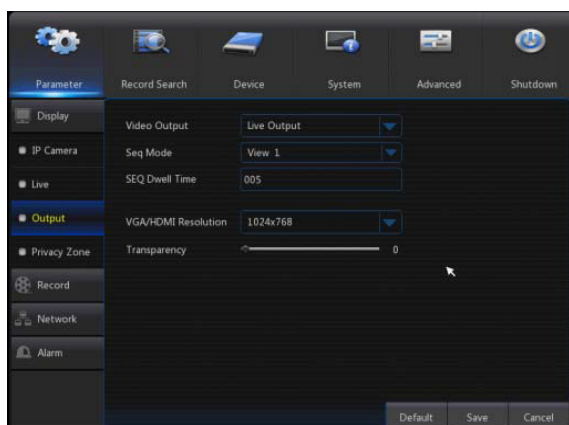 Parameter Record Search Device System Advanced Shutdown
Display
IP Camera
Live
Output
Privacy Zone
Record
Network
Alarm
Video Output Live Output
Seq Mode View 1
SEQ Dwell Time 005
VGA/HDMI Resolution 1024x768
Transparency 0
Default Save Cancel